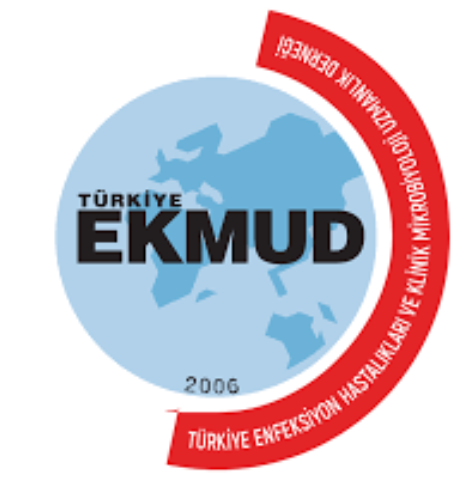 TÜRKİYE
EKMUD
2006
TÜRKİYE ENFEKSİYON HASTALIKLARI VE KLİNİK MİKROBİYOLOJİ UZMANLIK DERNEĞİ